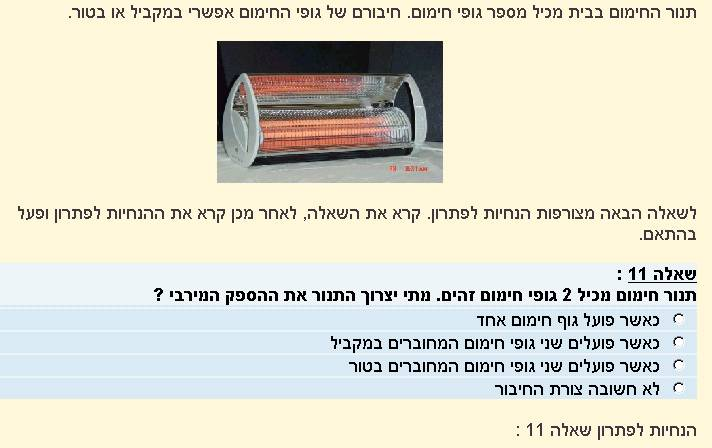 תנור החימום בבית מכיל מספר גופי חימום. חיבורם של גופי החימום אפשרי במקביל או בטור.
לשאלה הבאה מצורפות הנחיות לפתרון. קרא את השאלה, לאחר מכן קרא את ההנחיות לפתרון ופעל
בהתאם.
שאלה 11 :
תנור חימום מכיל 2 גופי חימום זהים. מתי יצרוך התנור את ההספק המירבי ?
כאשר פועל גוף חימום אחד
כאשר פועלים שני גופי חימום המחוברים במקביל
כאשר פועלים שני גופי חימום המחוברים בטור
לא חשובה צורת החיבור
הנחיות לפתרון שאלה 11 :